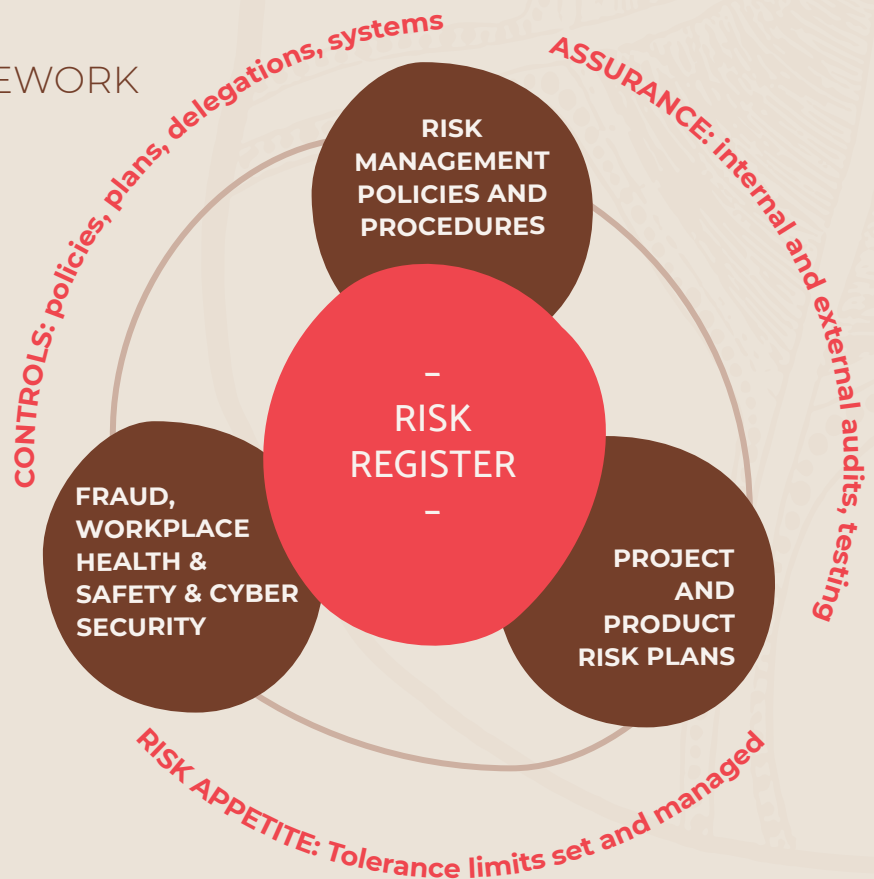 EWORK
CONTROLS: policies, plans, delegations, systems
ASSURANCE: internal and external audits, testing
RISK
MANAGEMENT
POLICIES AND
PROCEDURES
–
RISK
REGISTER
–
FRAUD,
WORKPLACE
HEALTH &
SAFETY & CYBER
SECURITY
PROJECT
AND
PRODUCT
RISK PLANS
RISK APPETITE: Tolerance limits set and managed